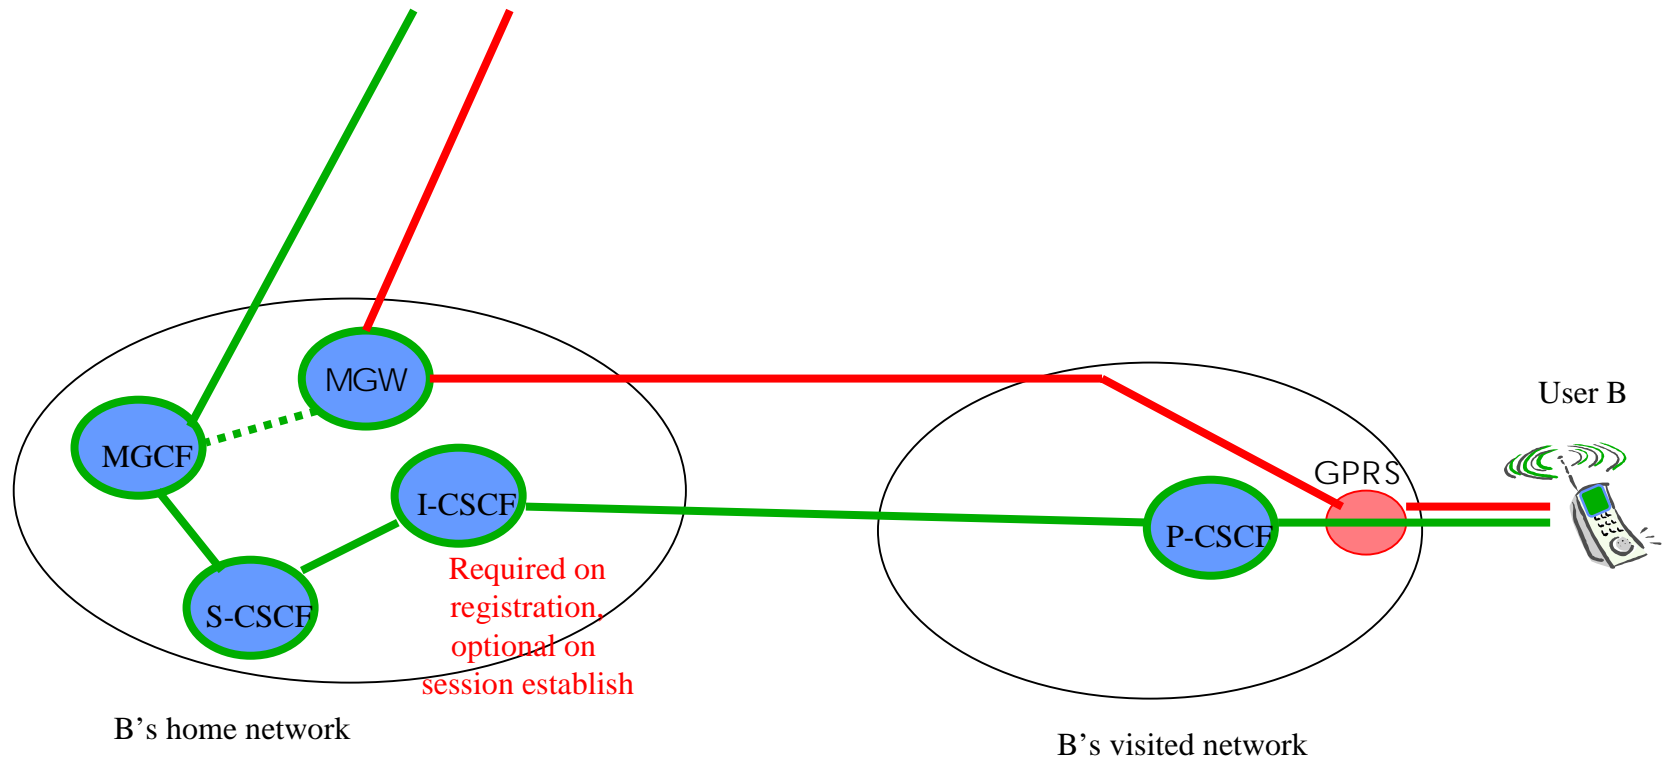 MGW
User B
MGCF
GPRS
I-CSCF
P-CSCF
Required on
registration,
optional on
session establish
S-CSCF
B’s home network
B’s visited network